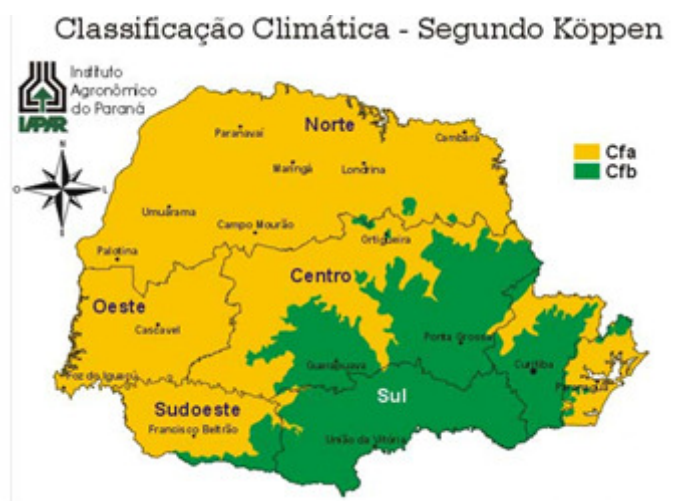 Classificação Climática - Segundo Köppen
Instituto
Agronômico
do Paraná
IAPAR
N
O
L
S
Cfa
Cfb
Norte
Paranavaí
Cambará
Maringá
Londrina
Umuarama
Campo Mourão
Ortigueira
Palotina
Centro
Oeste
Cascavel
Ponta Grossa
Foz do Iguaçu
Guarapuava
Curitiba
Paranaguá
Sudoeste
Sul
Francisco Beltrão
União da Vitória